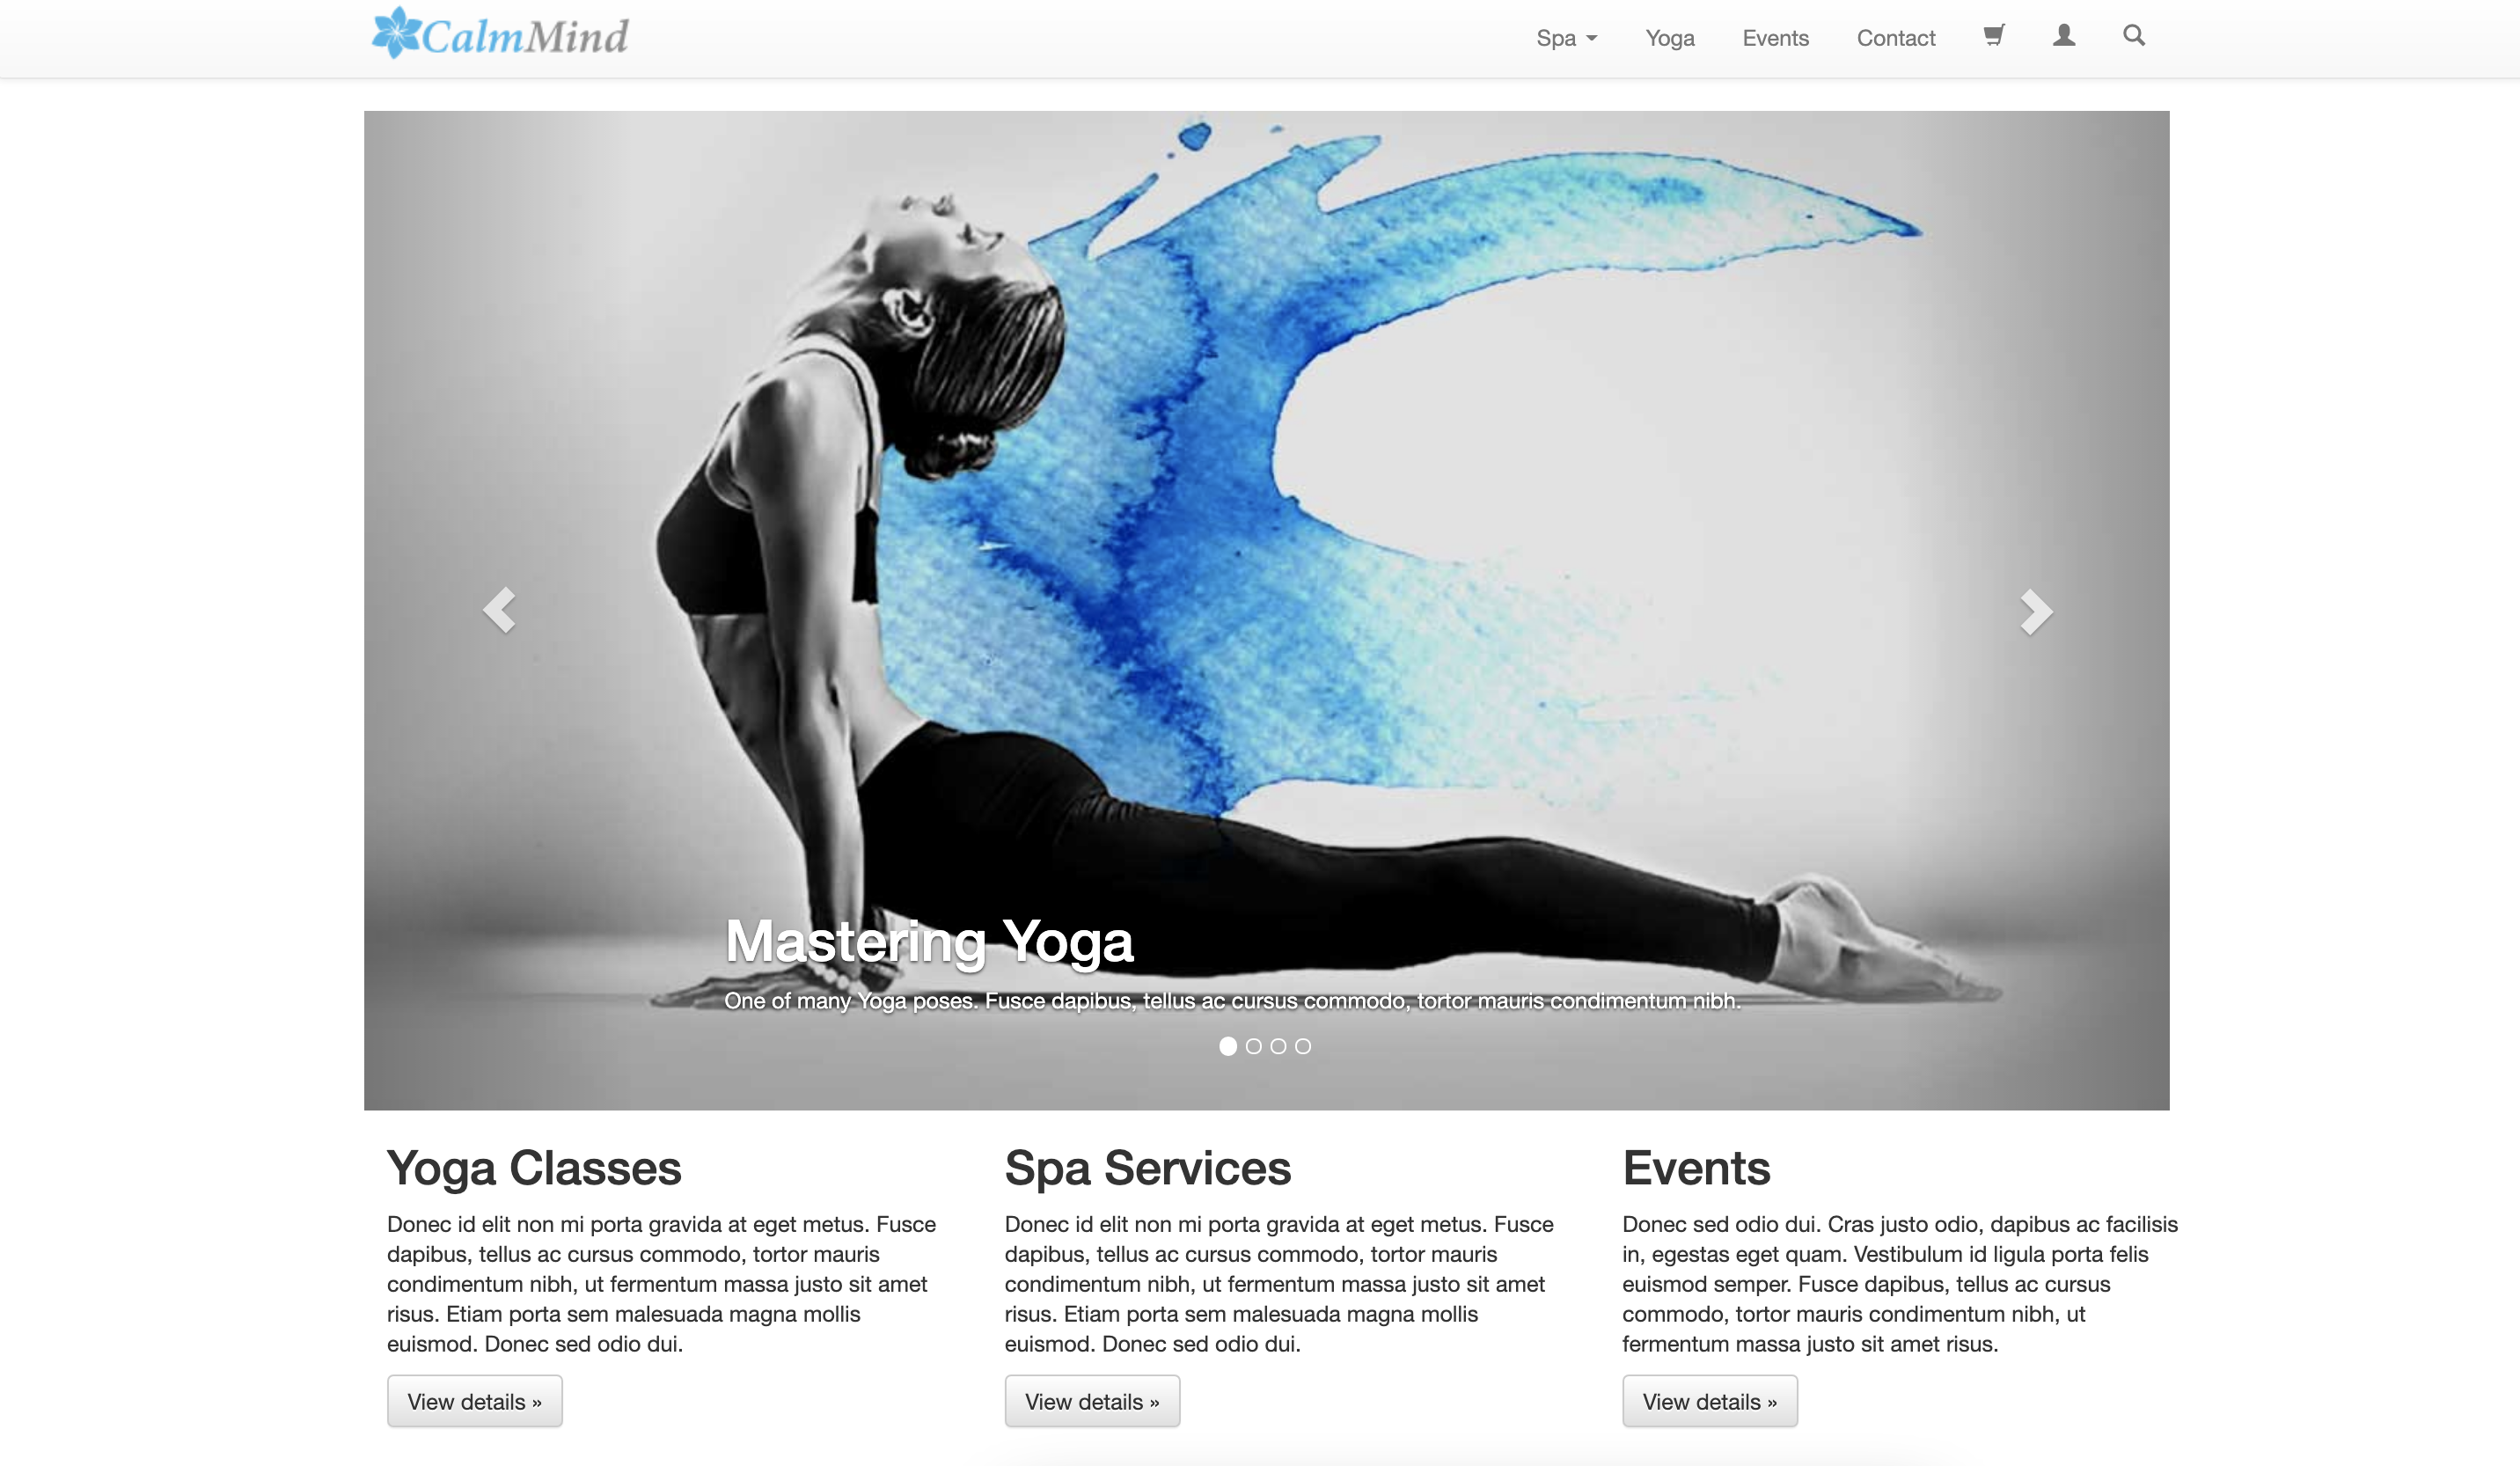 CalmMind
Spa
Yoga
Events
Contact
Mastering Yoga
One of many Yoga poses. Fusce dapibus, tellus ac cursus commodo, tortor mauris condimentum nibh.
Yoga Classes
Donec id elit non mi porta gravida at eget metus. Fusce
dapibus, tellus ac cursus commodo, tortor mauris
condimentum nibh, ut fermentum massa justo sit amet
risus. Etiam porta sem malesuada magna mollis
euismod. Donec sed odio dui.
View details »
Spa Services
Donec id elit non mi porta gravida at eget metus. Fusce
dapibus, tellus ac cursus commodo, tortor mauris
condimentum nibh, ut fermentum massa justo sit amet
risus. Etiam porta sem malesuada magna mollis
euismod. Donec sed odio dui.
View details »
Events
Donec sed odio dui. Cras justo odio, dapibus ac facilisis
in, egestas eget quam. Vestibulum id ligula porta felis
euismod semper. Fusce dapibus, tellus ac cursus
commodo, tortor mauris condimentum nibh, ut
fermentum massa justo sit amet risus.
View details »